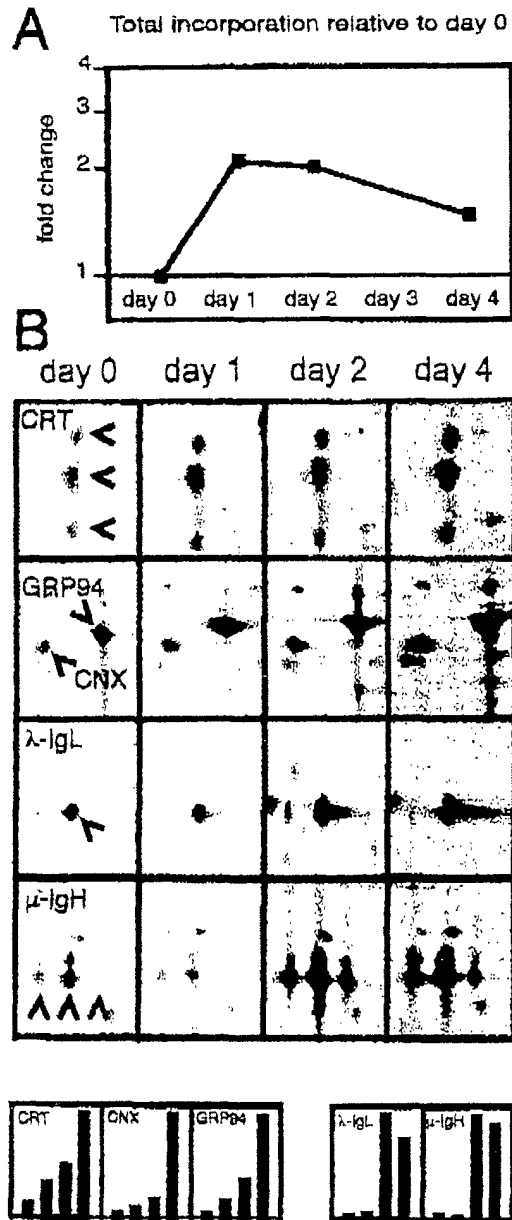 A
Total incorporation relative to day 0
4
3
2
1
fold change
day 0 day 1 day 2 day 3 day 4
B
day 0 day 1 day 2 day 4
CRT
GRP94
CNX
λ-IgL
μ-IgH
CRT CNX GRP94 λ-IgL μ-IgH